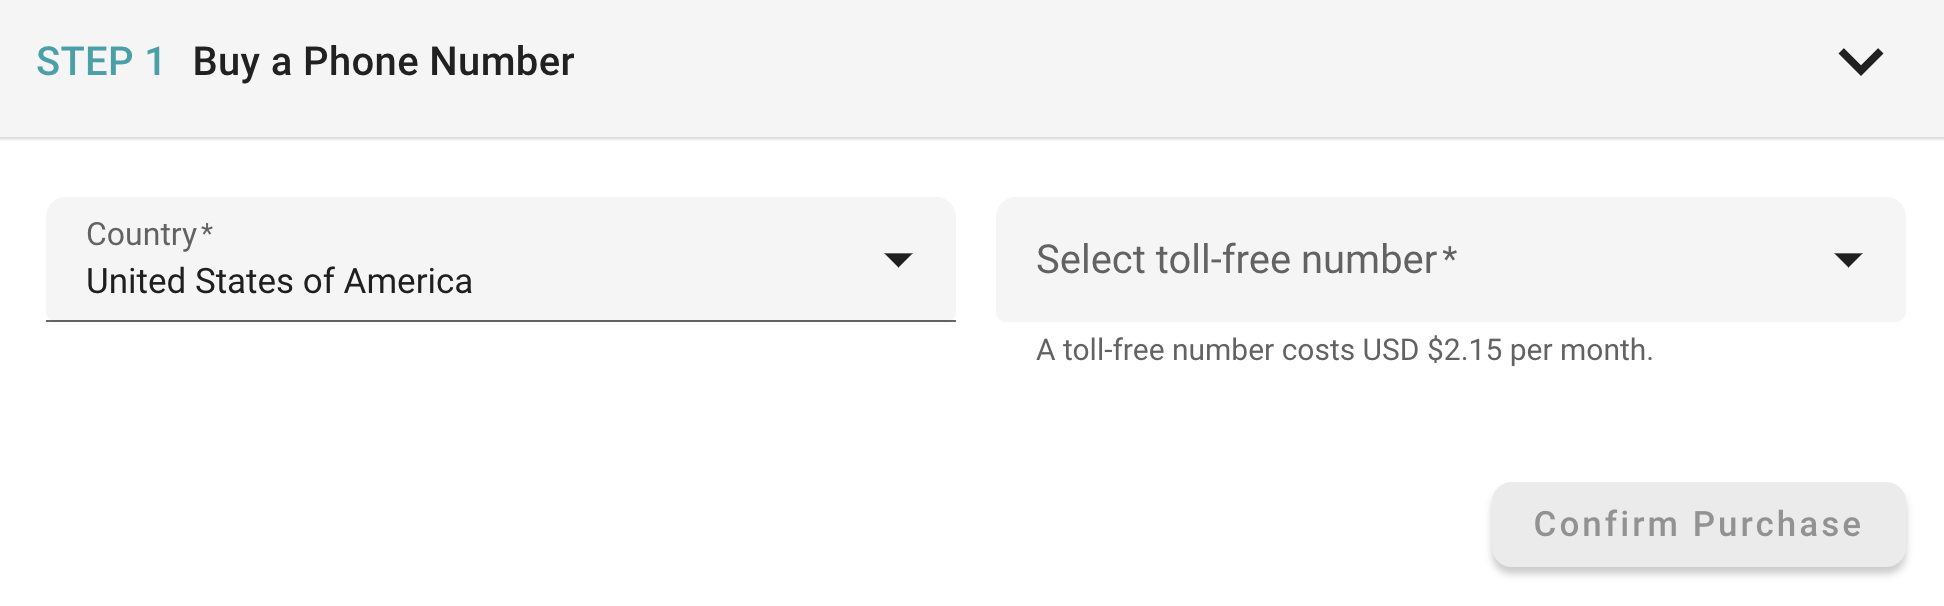 STEP 1 Buy a Phone Number
Country*
United States of America
Select toll-free number*
A toll-free number costs USD $2.15 per month.
Confirm Purchase